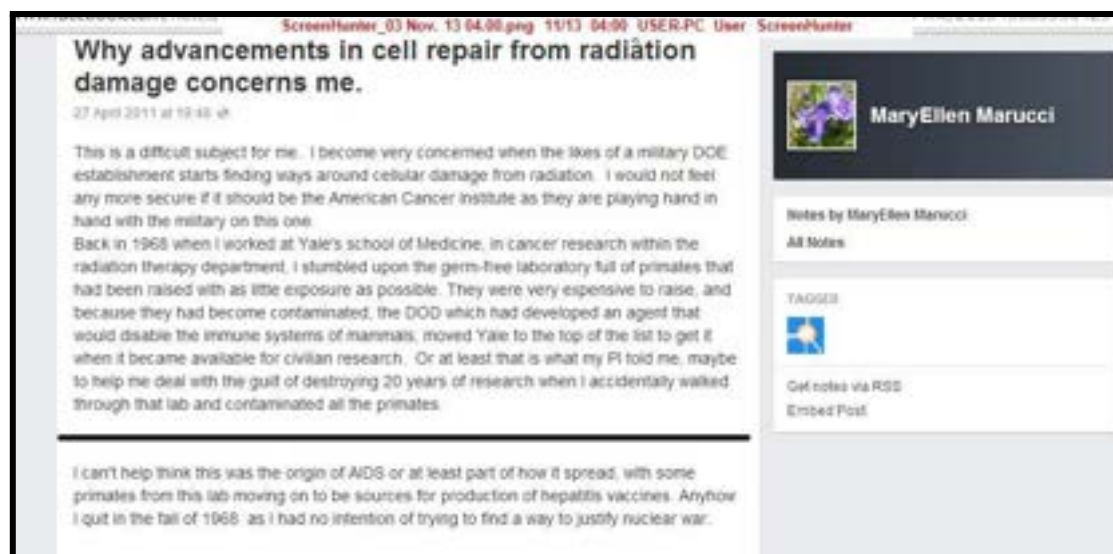 ScreenHunter_03 Nov. 13 04.00.png 11/13 04:00 USER-PC User ScreenHunter
Why advancements in cell repair from radiation
damage concerns me.
27 April 2011 at 19:48
This is a difficult subject for me. I become very concerned when the likes of a military DOE
establishment starts finding ways around cellular damage from radiation. I would not feel
any more secure if it should be the American Cancer Institute as they are playing hand in
hand with the military on this one.
Back in 1968 when I worked at Yale's school of Medicine, in cancer research within the
radiation therapy department, I stumbled upon the germ-free laboratory full of primates that
had been raised with as little exposure as possible. They were very expensive to raise, and
because they had become contaminated, the DOD which had developed an agent that
would disable the immune systems of mammals, moved Yale to the top of the list to get it
when it became available for civilian research. Or at least that is what my PI told me, maybe
to help me deal with the guilt of destroying 20 years of research when I accidentally walked
through that lab and contaminated all the primates.
I can't help think this was the origin of AIDS or at least part of how it spread, with some
primates from this lab moving on to be sources for production of hepatitis vaccines. Anyhow
I quit in the fall of 1968 as I had no intention of trying to find a way to justify nuclear war.
MaryEllen Marucci
Notes by MaryEllen Marucci
All Notes
TAGGED
Get notes via RSS
Embed Post